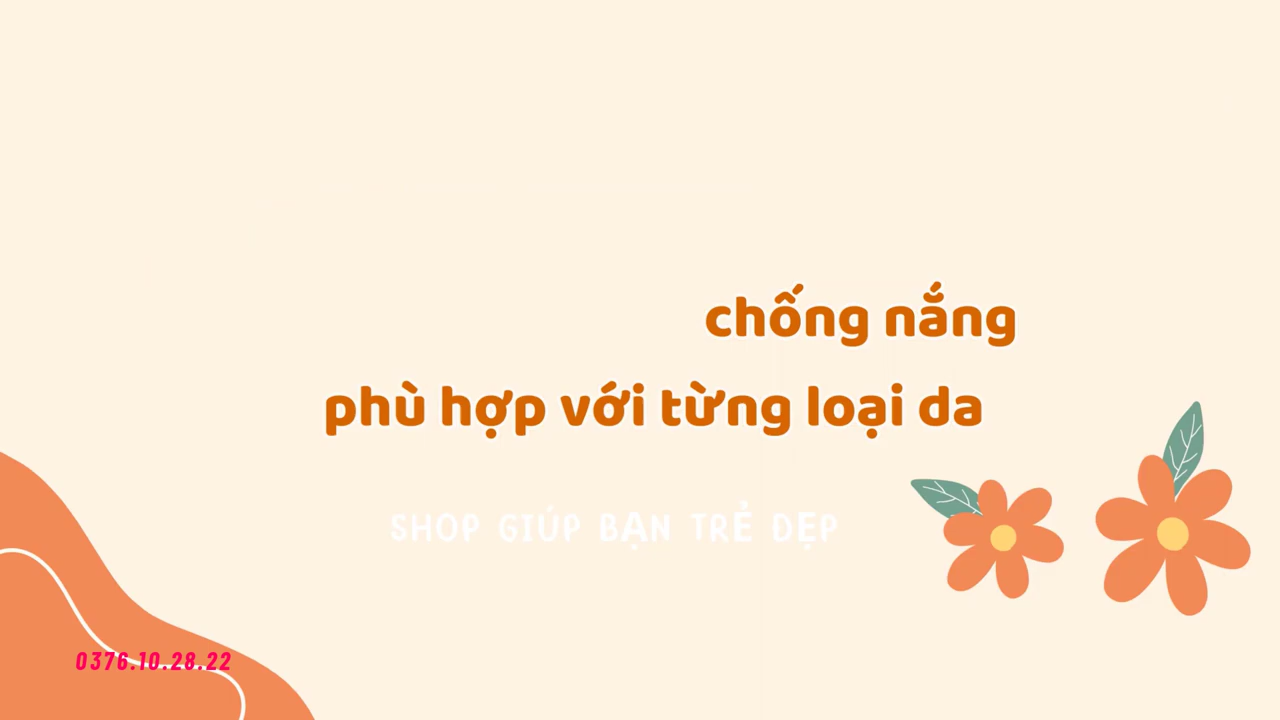 chống nắng
phù hợp với từng loại da
SHOP GIÚP BẠN TRẺ ĐẸP
0376.10.28.22